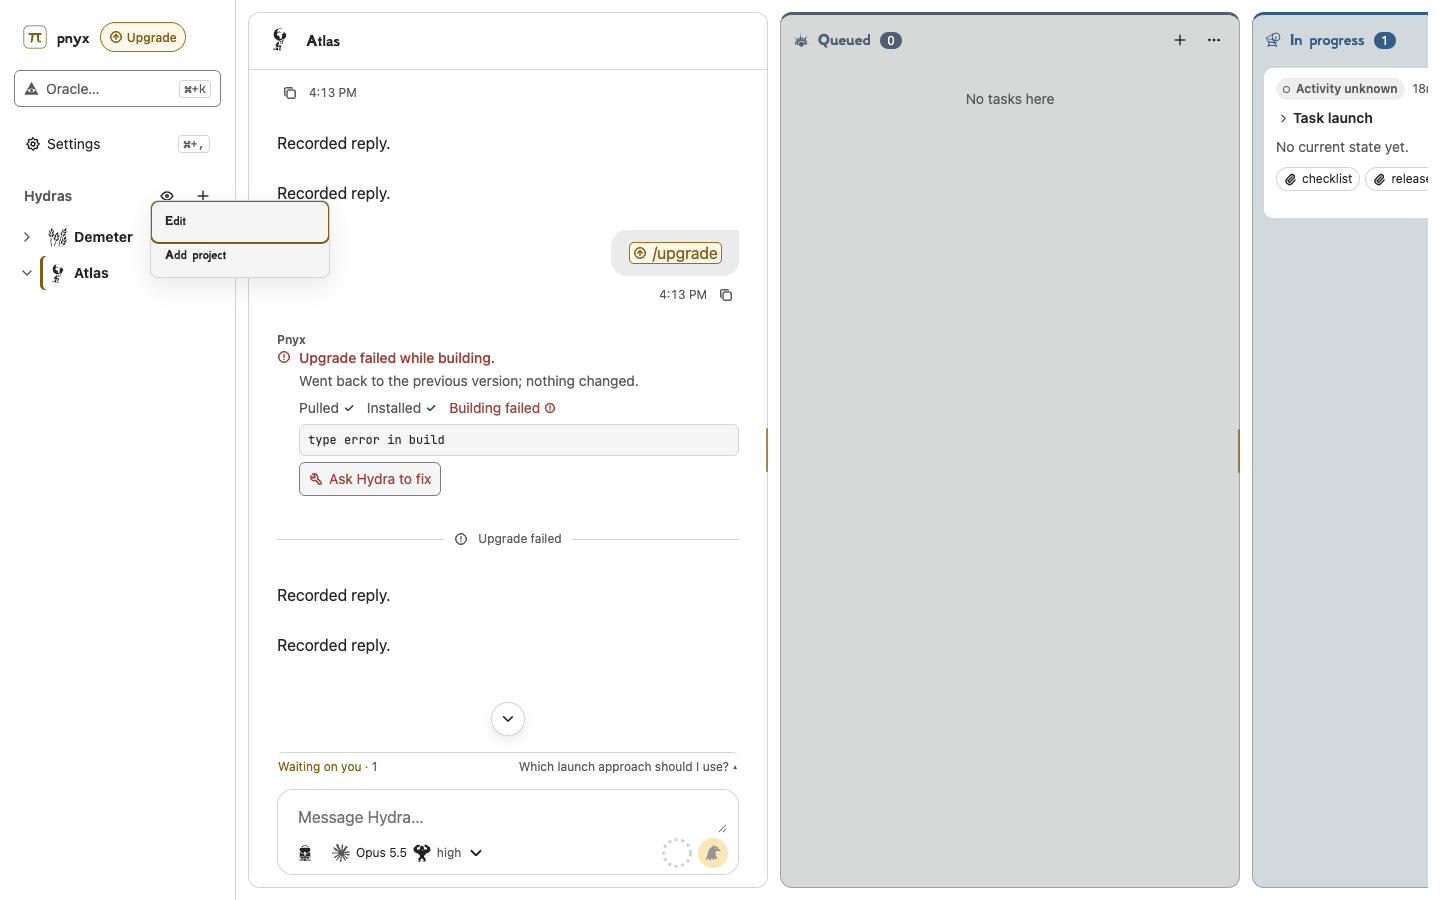 pnyx
Upgrade
Oracle...
⌘+K
Settings
⌘+,
Hydras
Edit
Add project
Demeter
Atlas
Atlas
4:13 PM
Recorded reply.
Recorded reply.
/upgrade
4:13 PM
Pnyx
Upgrade failed while building.
Went back to the previous version; nothing changed.
Pulled Installed Building failed
type error in build
Ask Hydra to fix
Upgrade failed
Recorded reply.
Recorded reply.
Waiting on you · 1 Which launch approach should I use?
Message Hydra...
Opus 5.5 high
Queued 0
No tasks here
In progress 1
Activity unknown
Task launch
No current state yet.
checklist release